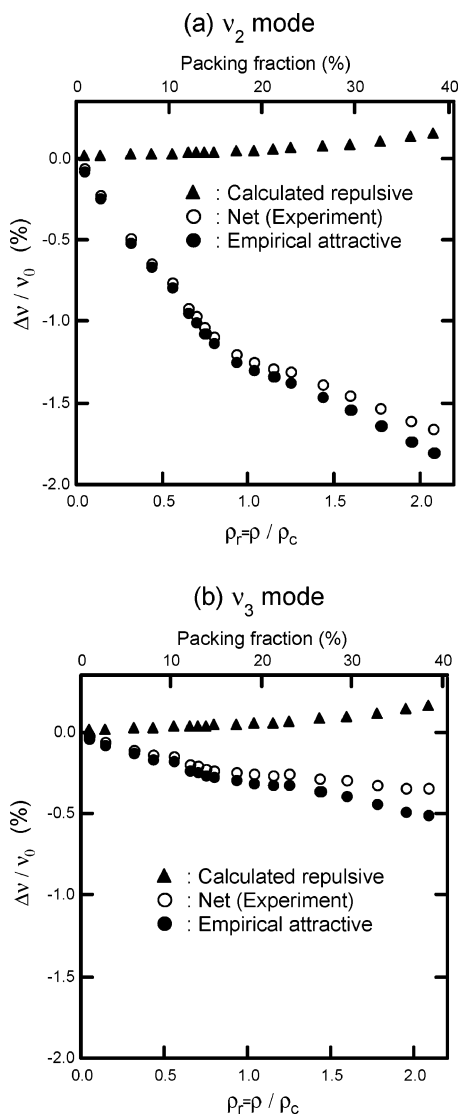 (a) ν₂ mode
Packing fraction (%)
0 10 20 30 40
0.0
-0.5
-1.0
-1.5
-2.0
Δν / ν₀ (%)
▲ : Calculated repulsive
○ : Net (Experiment)
● : Empirical attractive
0.0 0.5 1.0 1.5 2.0
ρᵣ=ρ / ρ꜀
(b) ν₃ mode
Packing fraction (%)
0 10 20 30 40
0.0
-0.5
-1.0
-1.5
-2.0
Δν / ν₀ (%)
▲ : Calculated repulsive
○ : Net (Experiment)
● : Empirical attractive
0.0 0.5 1.0 1.5 2.0
ρᵣ=ρ / ρ꜀